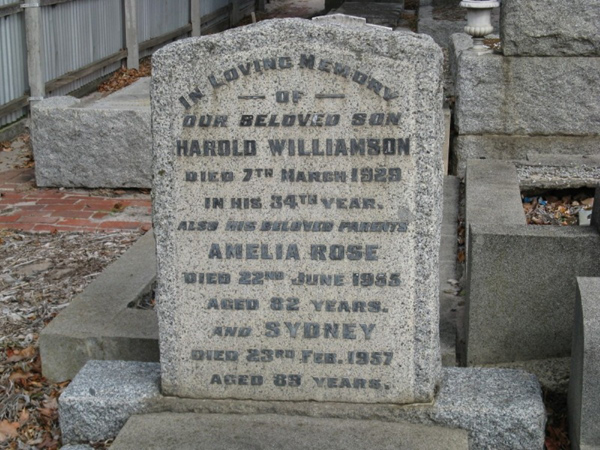 IN LOVING MEMORY
— OF —
OUR BELOVED SON
HAROLD WILLIAMSON
DIED 7TH MARCH 1929
IN HIS 34TH YEAR.
ALSO HIS BELOVED PARENTS
AMELIA ROSE
DIED 22ND JUNE 1955
AGED 82 YEARS.
AND SYDNEY
DIED 23RD FEB. 1957
AGED 89 YEARS.